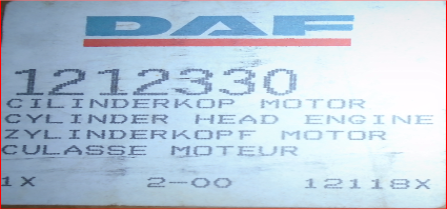 DAF
1212330
CILINDERKOP MOTOR
CYLINDER HEAD ENGINE
ZYLINDERKOPF MOTOR
CULASSE MOTEUR
1X 2-00 12118X